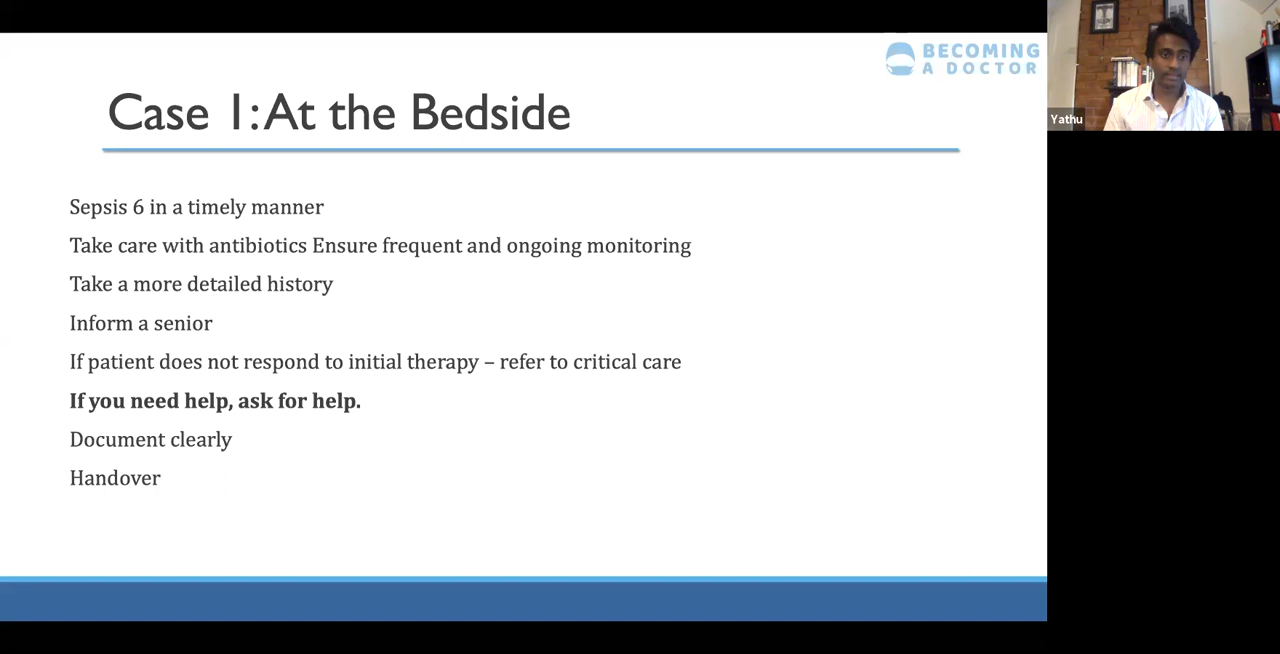 BECOMING
A DOCTOR
Case 1: At the Bedside
Yathu
Sepsis 6 in a timely manner
Take care with antibiotics Ensure frequent and ongoing monitoring
Take a more detailed history
Inform a senior
If patient does not respond to initial therapy – refer to critical care
If you need help, ask for help.
Document clearly
Handover